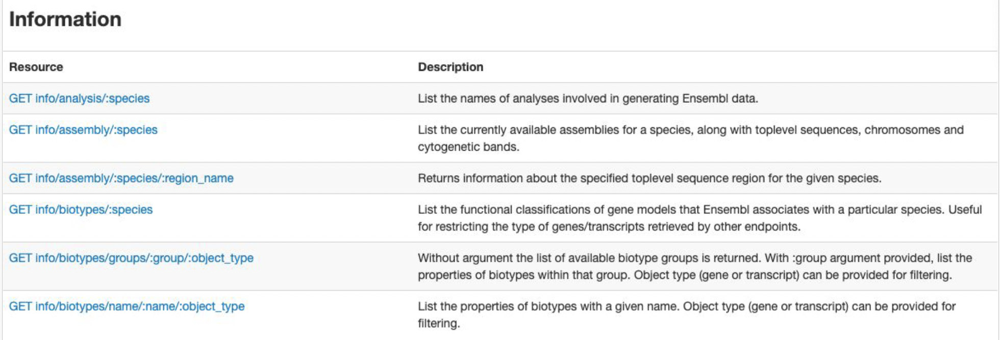 Information
Resource Description
GET info/analysis/:species List the names of analyses involved in generating Ensembl data.
GET info/assembly/:species List the currently available assemblies for a species, along with toplevel sequences, chromosomes and
cytogenetic bands.
GET info/assembly/:species/:region_name Returns information about the specified toplevel sequence region for the given species.
GET info/biotypes/:species List the functional classifications of gene models that Ensembl associates with a particular species. Useful
for restricting the type of genes/transcripts retrieved by other endpoints.
GET info/biotypes/groups/:group/:object_type Without argument the list of available biotype groups is returned. With :group argument provided, list the
properties of biotypes within that group. Object type (gene or transcript) can be provided for filtering.
GET info/biotypes/name/:name/:object_type List the properties of biotypes with a given name. Object type (gene or transcript) can be provided for
filtering.